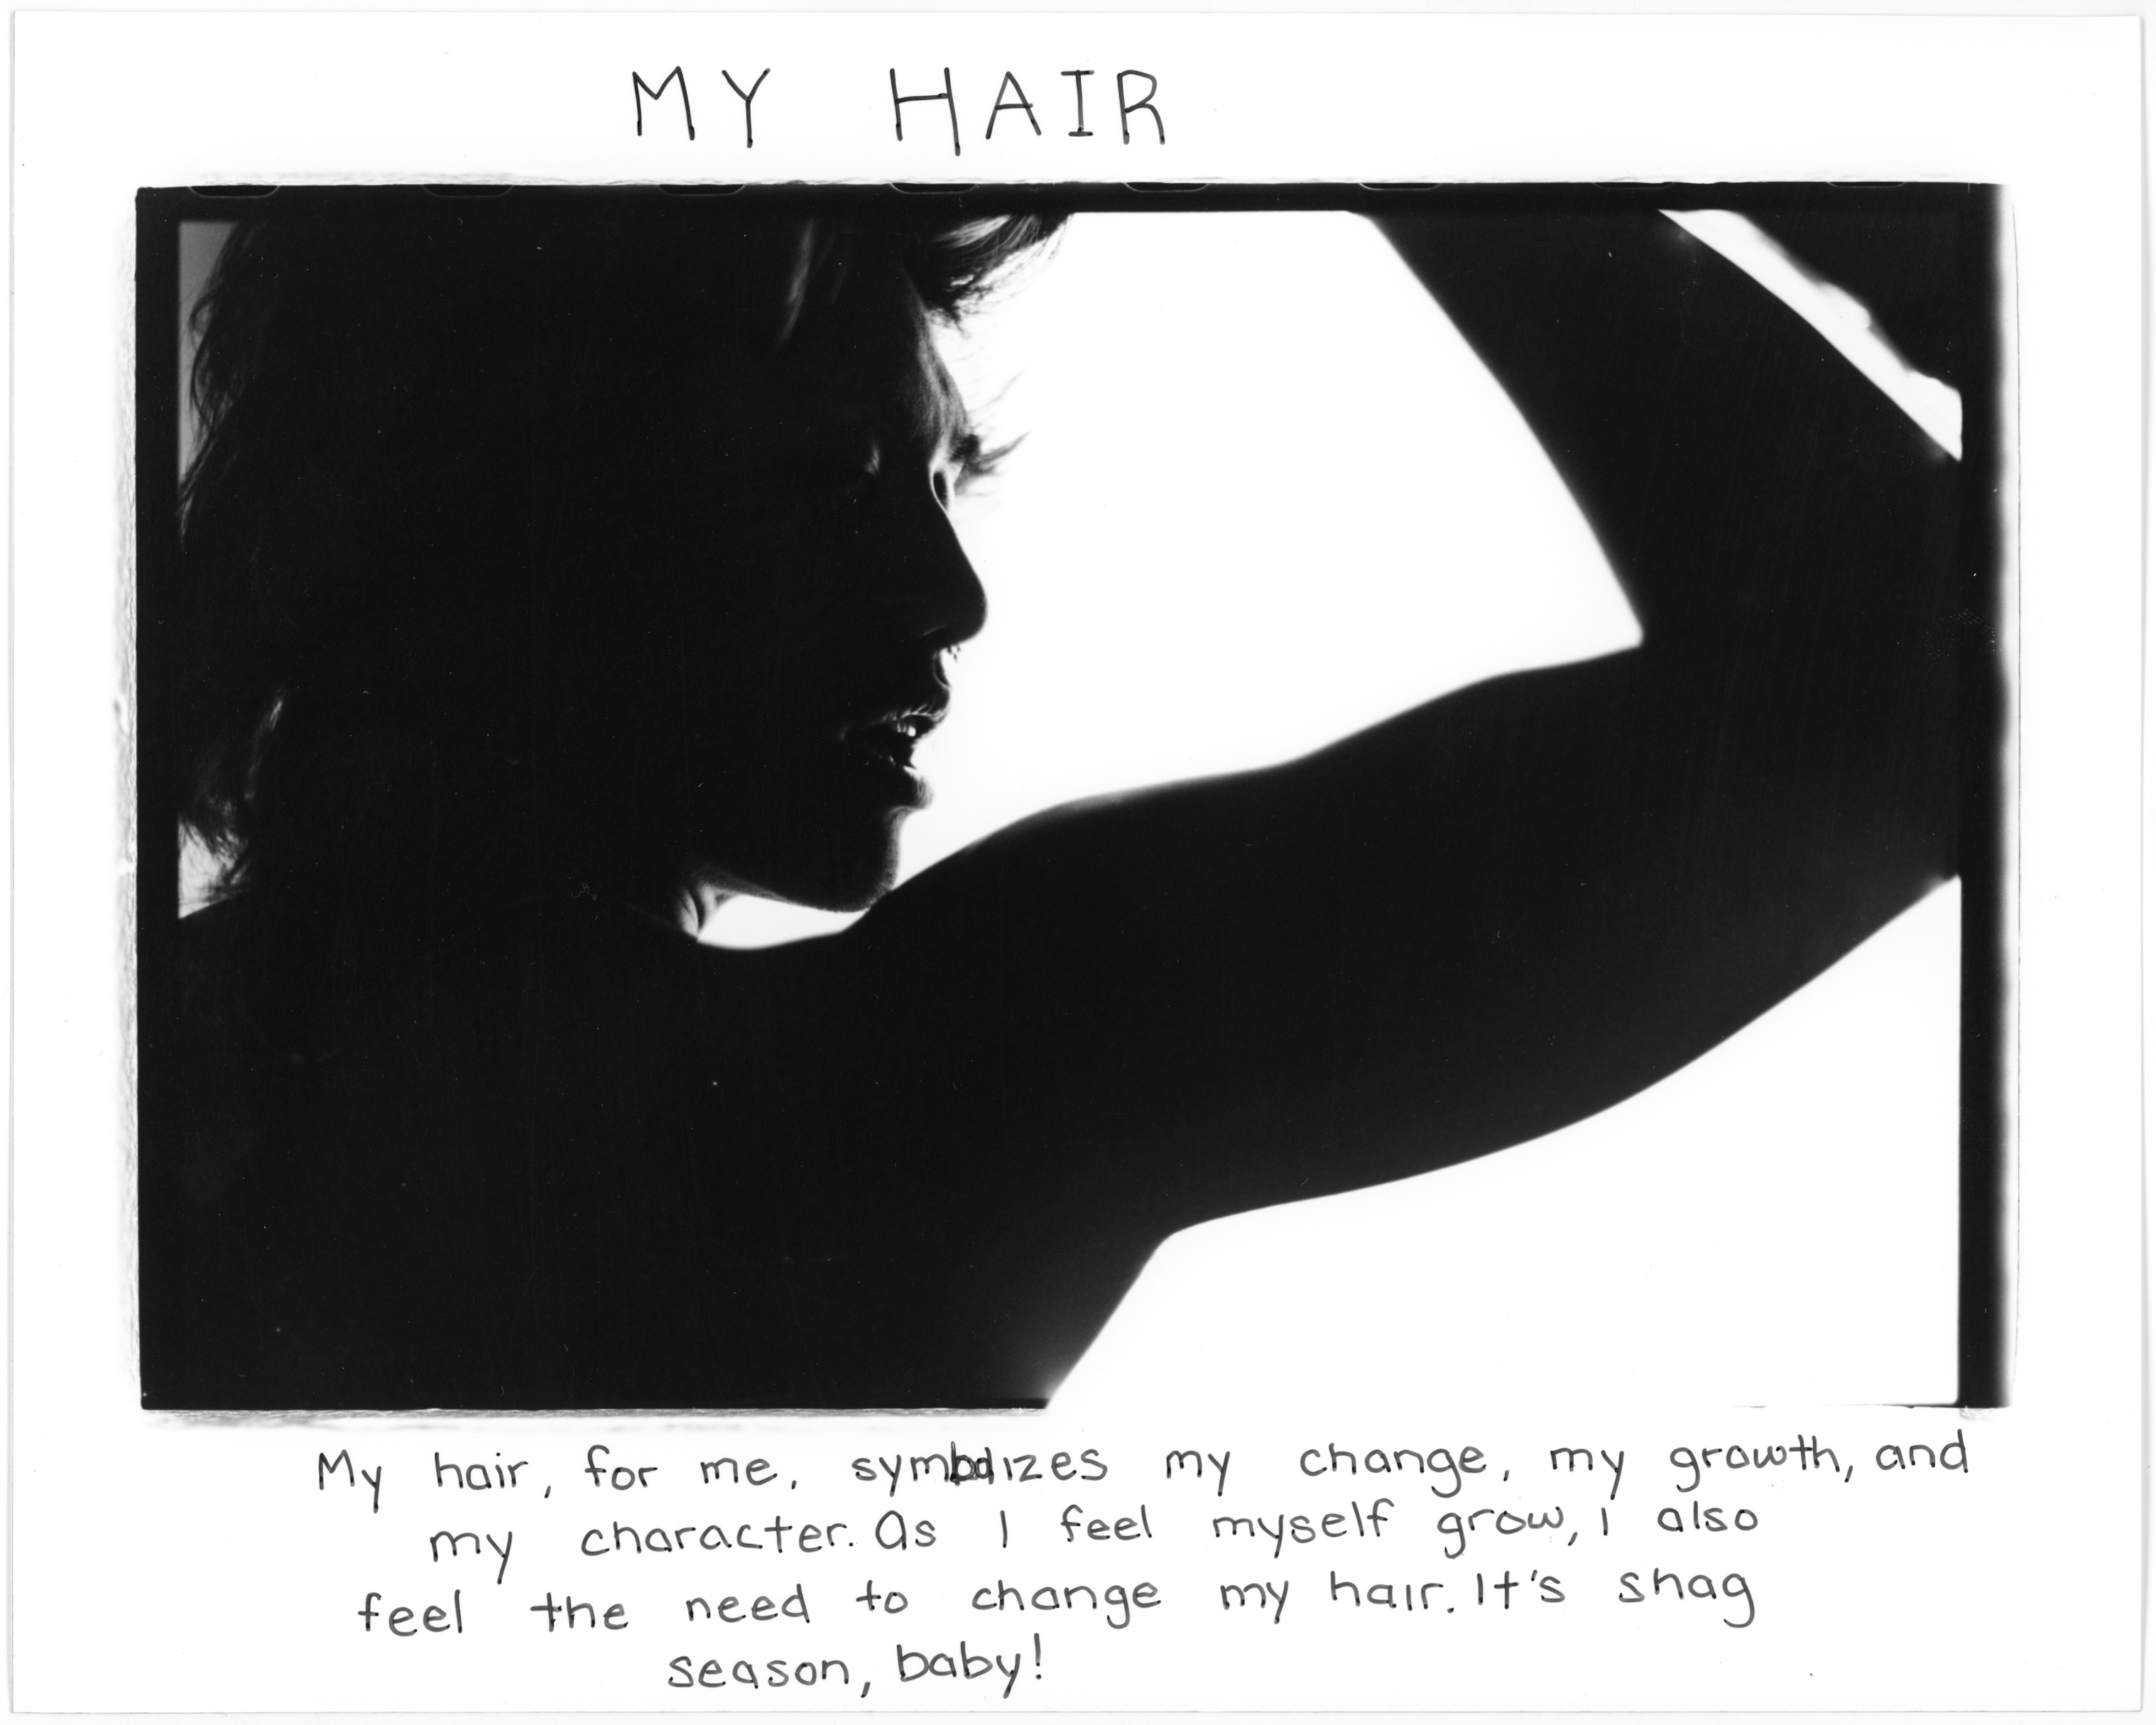 MY HAIR
My hair, for me, symbolizes my change, my growth, and
my character. As I feel myself grow, I also
feel the need to change my hair. It's shag
season, baby!